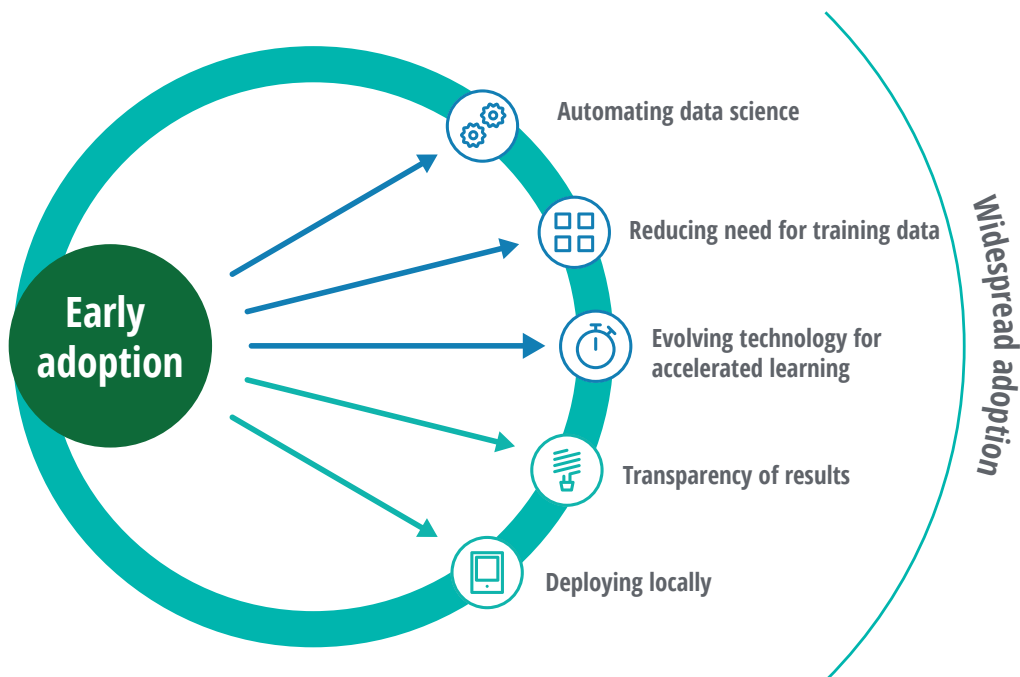 Automating data science
Reducing need for training data
Early
adoption
Evolving technology for
accelerated learning
Transparency of results
Deploying locally
Widespread adoption